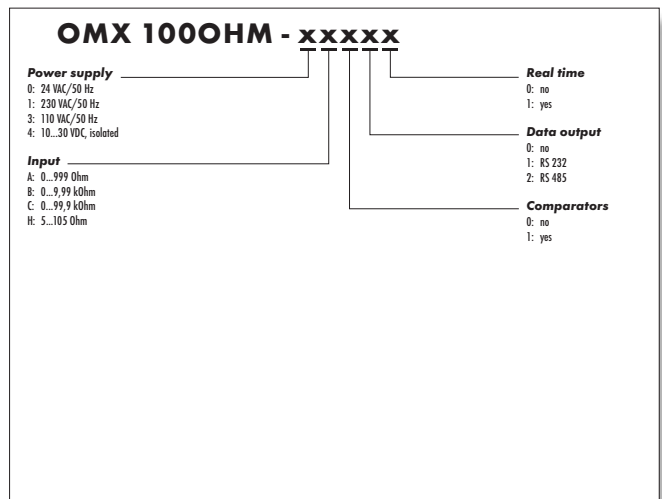 OMX 100OHM - xxxxx
Power supply
0: 24 VAC/50 Hz
1: 230 VAC/50 Hz
3: 110 VAC/50 Hz
4: 10...30 VDC, isolated
Input
A: 0...999 Ohm
B: 0...9,99 kOhm
C: 0...99,9 kOhm
H: 5...105 Ohm
Real time
0: no
1: yes
Data output
0: no
1: RS 232
2: RS 485
Comparators
0: no
1: yes